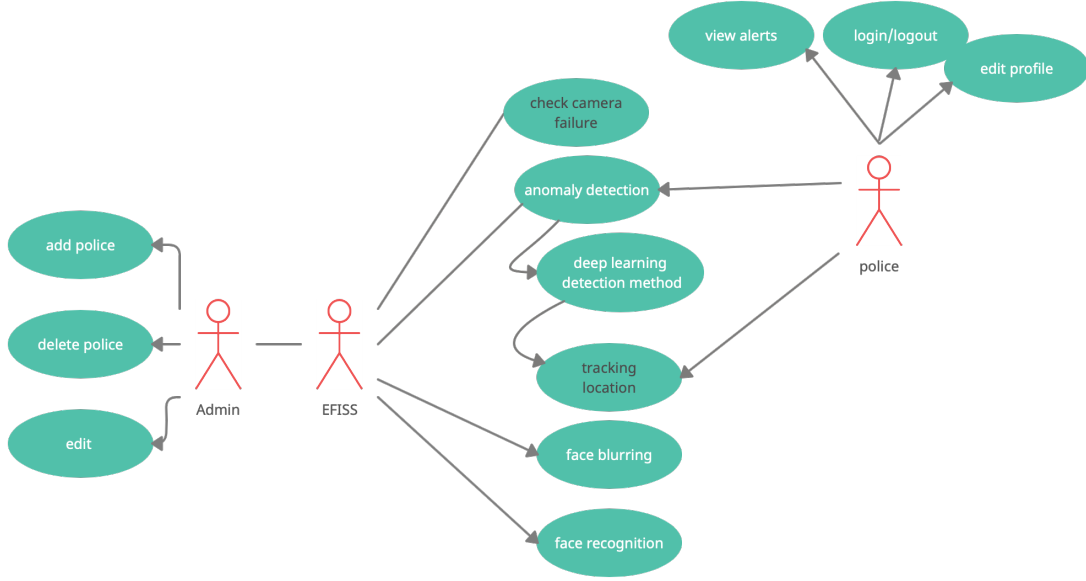 view alerts
login/logout
edit profile
check camera
failure
anomaly detection
add police
deep learning
detection method
police
delete police
tracking
location
Admin
EFISS
edit
face blurring
face recognition